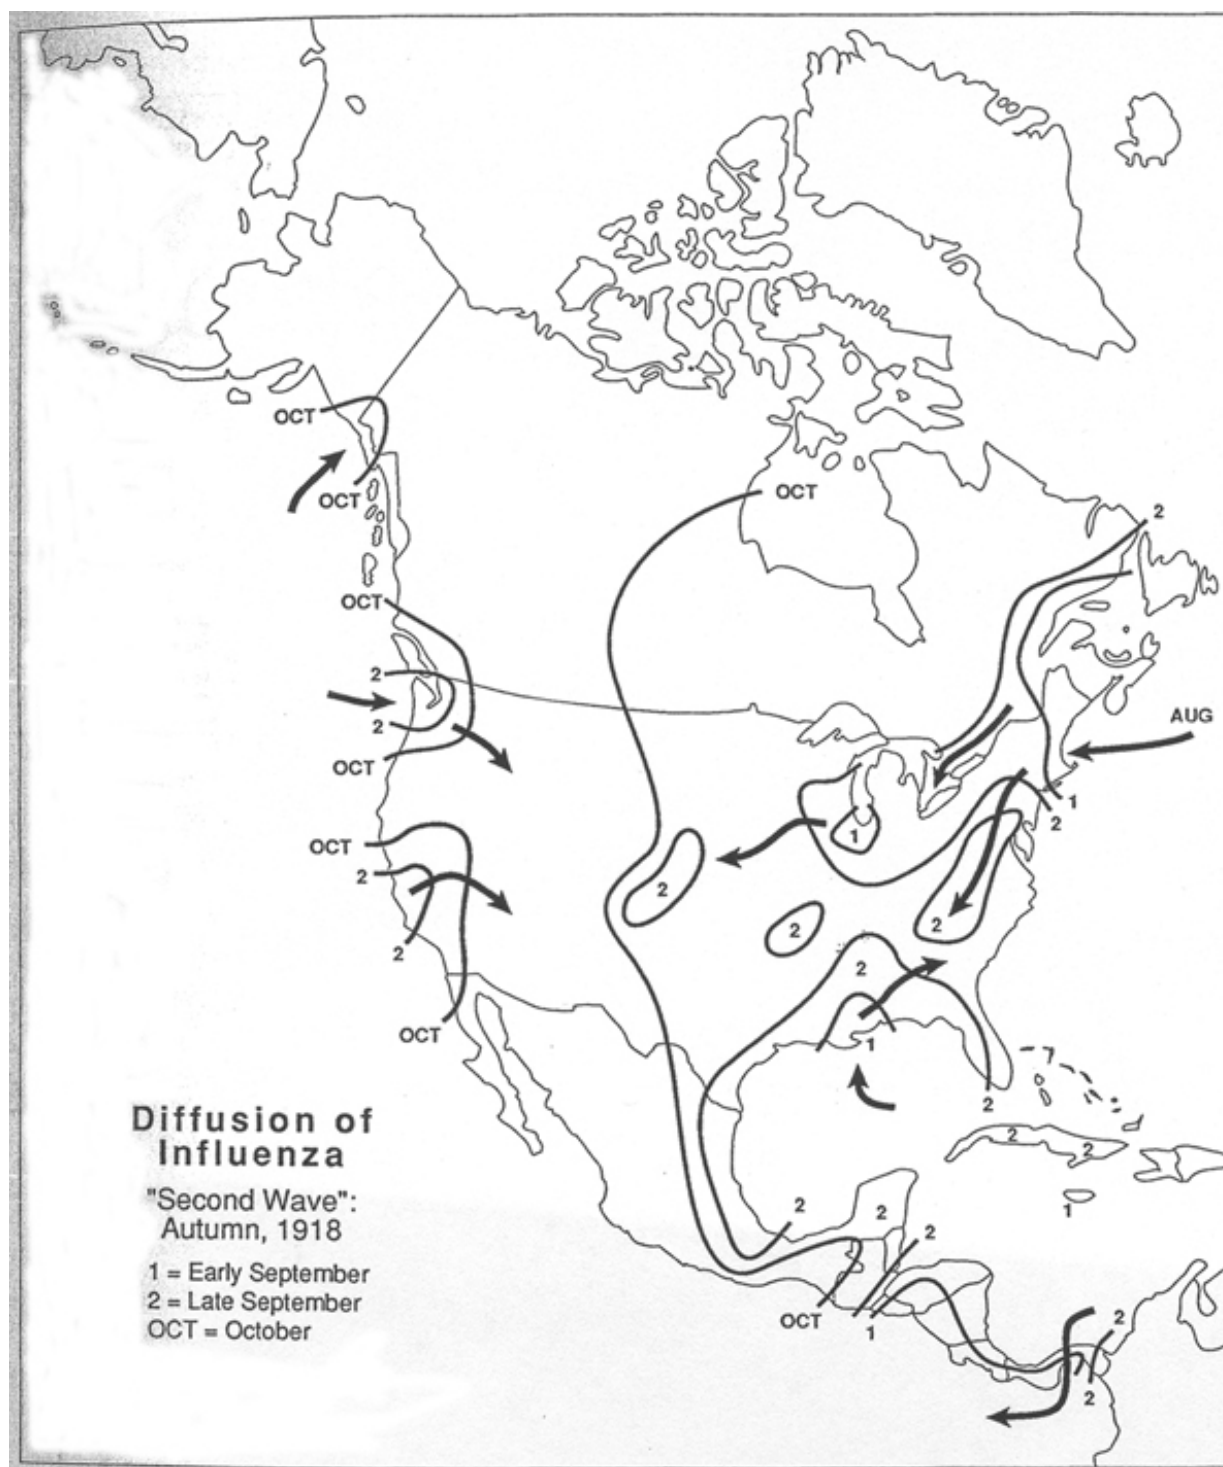 OCT
OCT
OCT
2
OCT
AUG
2
2
OCT
1
2
OCT
1
2
2
2
2
2
2
OCT
1
2
Diffusion of
Influenza
"Second Wave":
Autumn, 1918
1 = Early September
2 = Late September
OCT = October
2
2
1
2
2
2
OCT
1
2
2